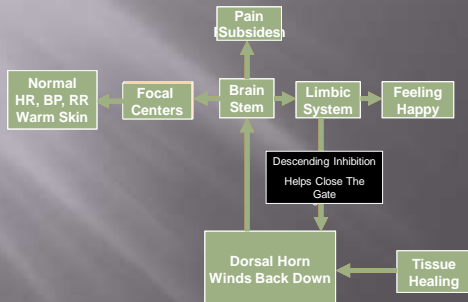 Pain
Subsides
Normal
HR, BP, RR
Warm Skin
Focal
Centers
Brain
Stem
Limbic
System
Feeling
Happy
Descending Inhibition
Helps Close The
Gate
Dorsal Horn
Winds Back Down
Tissue
Healing